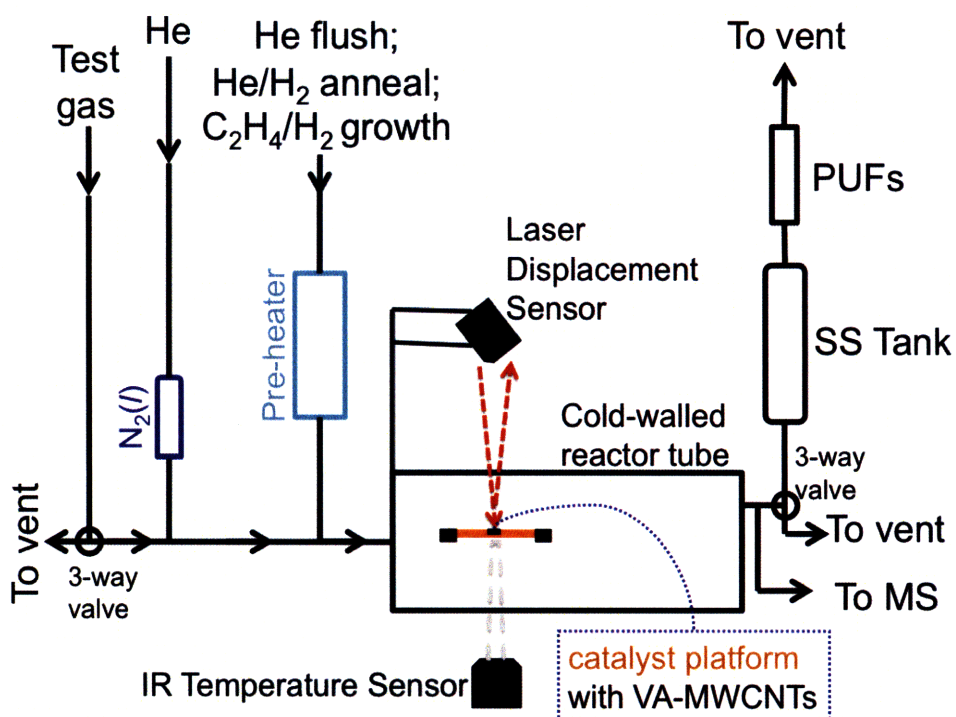 Test
gas
He
He flush;
He/H₂ anneal;
C₂H₄/H₂ growth
To vent
PUFs
SS Tank
Laser
Displacement
Sensor
Pre-heater
N₂(l)
Cold-walled
reactor tube
3-way
valve
To vent
To MS
To vent
3-way
valve
IR Temperature Sensor
catalyst platform
with VA-MWCNTs